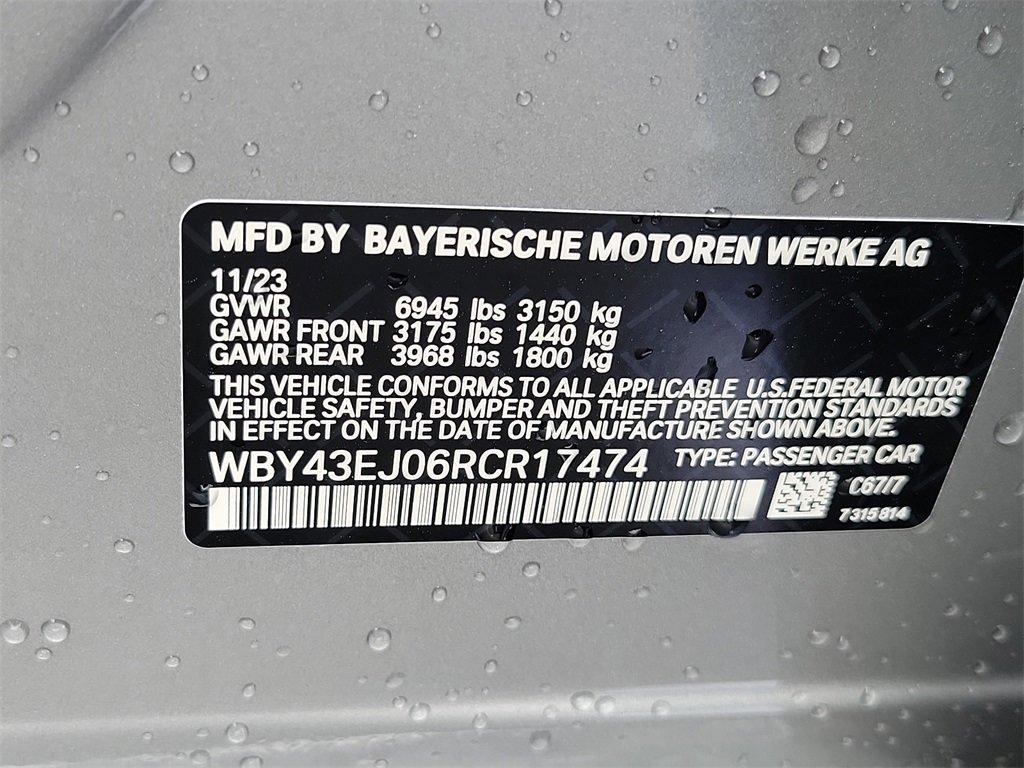 MFD BY BAYERISCHE MOTOREN WERKE AG
11/23
GVWR 6945 lbs 3150 kg
GAWR FRONT 3175 lbs 1440 kg
GAWR REAR 3968 lbs 1800 kg
THIS VEHICLE CONFORMS TO ALL APPLICABLE U.S.FEDERAL MOTOR
VEHICLE SAFETY, BUMPER AND THEFT PREVENTION STANDARDS
IN EFFECT ON THE DATE OF MANUFACTURE SHOWN ABOVE.
WBY43EJ06RCR17474 TYPE: PASSENGER CAR
C67/7
7315814